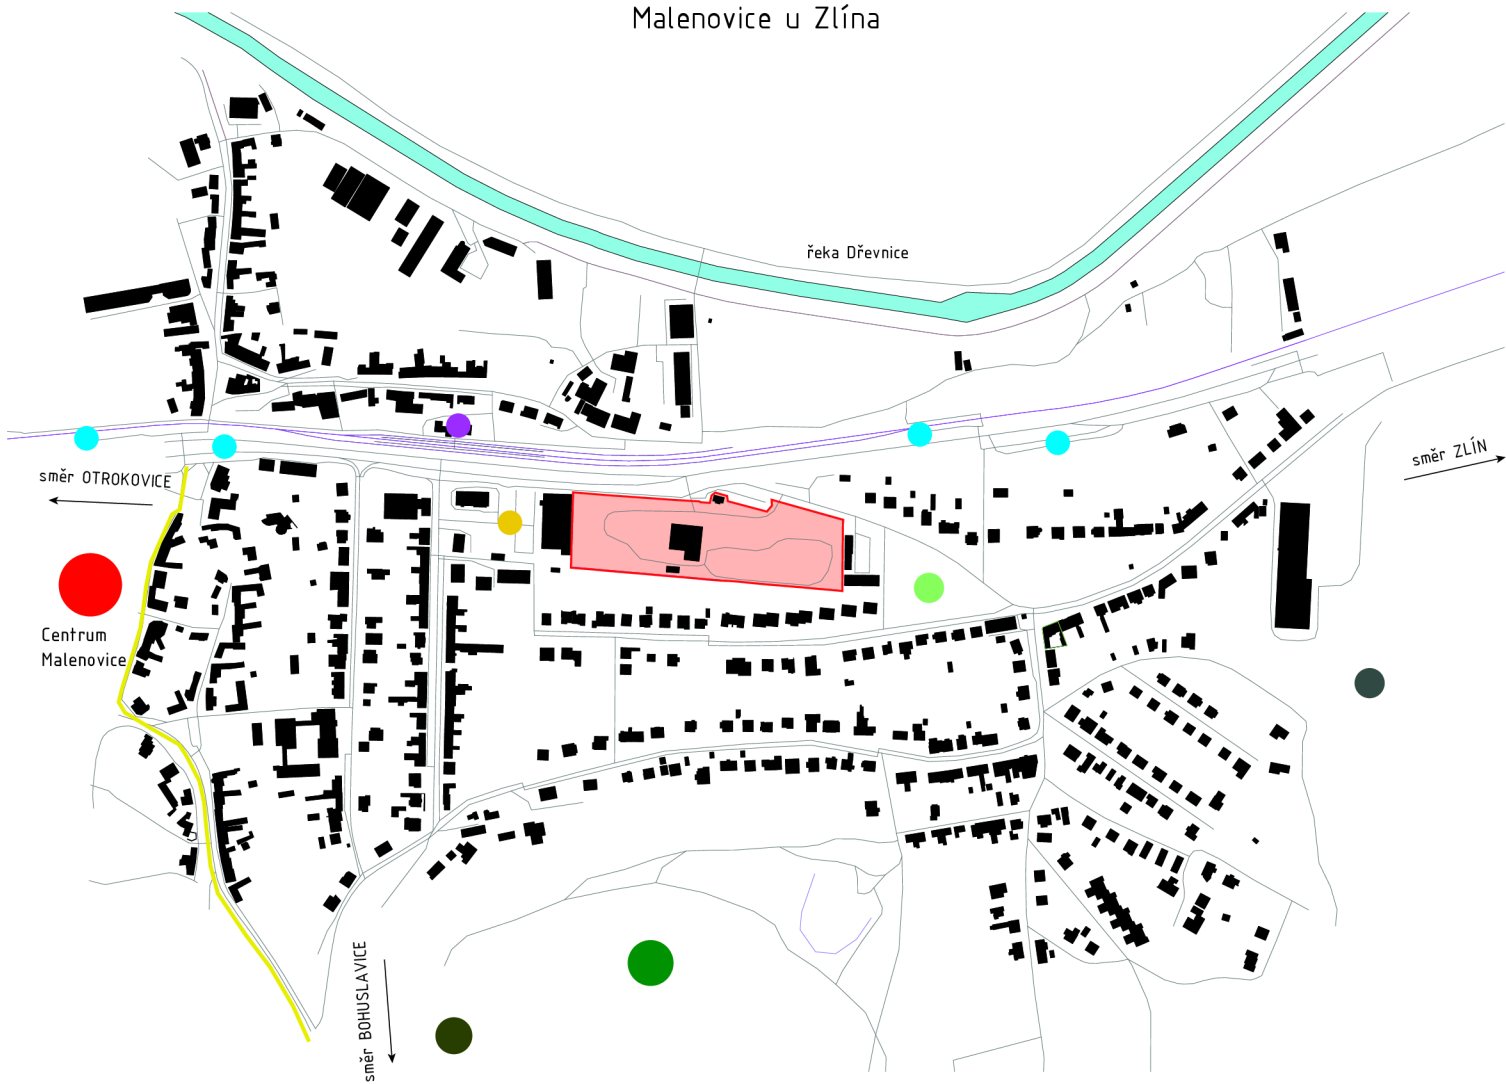 Malenovice u Zlína
řeka Dřevnice
směr ZLÍN
směr OTROKOVICE
Centrum
Malenovice
směr BOHUSLAVICE